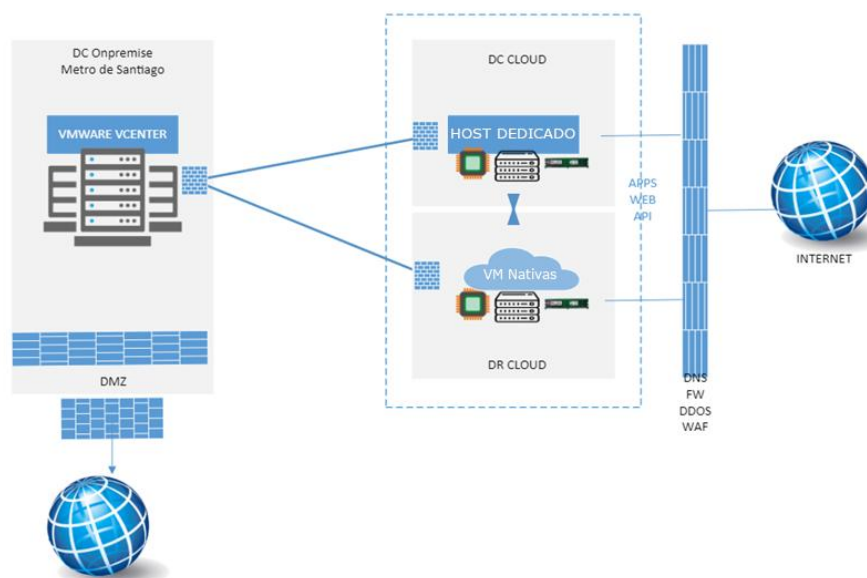 DC Onpremise
Metro de Santiago
VMWARE VCENTER
DMZ
DC CLOUD
HOST DEDICADO
VM Nativas
DR CLOUD
APPS
WEB
API
DNS
FW
DDOS
WAF
INTERNET